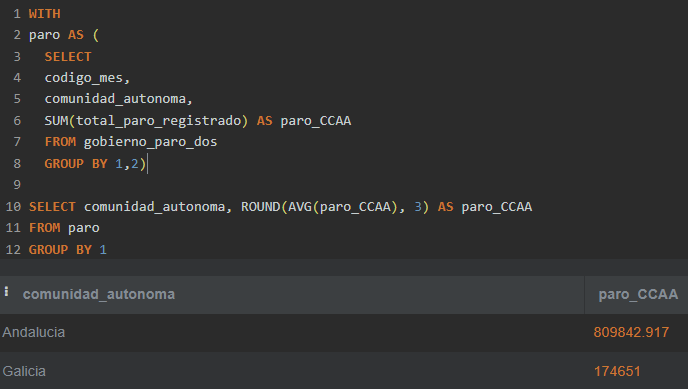 1 WITH
2 paro AS (
3 SELECT
4 codigo_mes,
5 comunidad_autonoma,
6 SUM(total_paro_registrado) AS paro_CCAA
7 FROM gobierno_paro_dos
8 GROUP BY 1,2)
9
10 SELECT comunidad_autonoma, ROUND(AVG(paro_CCAA), 3) AS paro_CCAA
11 FROM paro
12 GROUP BY 1
comunidad_autonoma paro_CCAA
Andalucia 809842.917
Galicia 174651